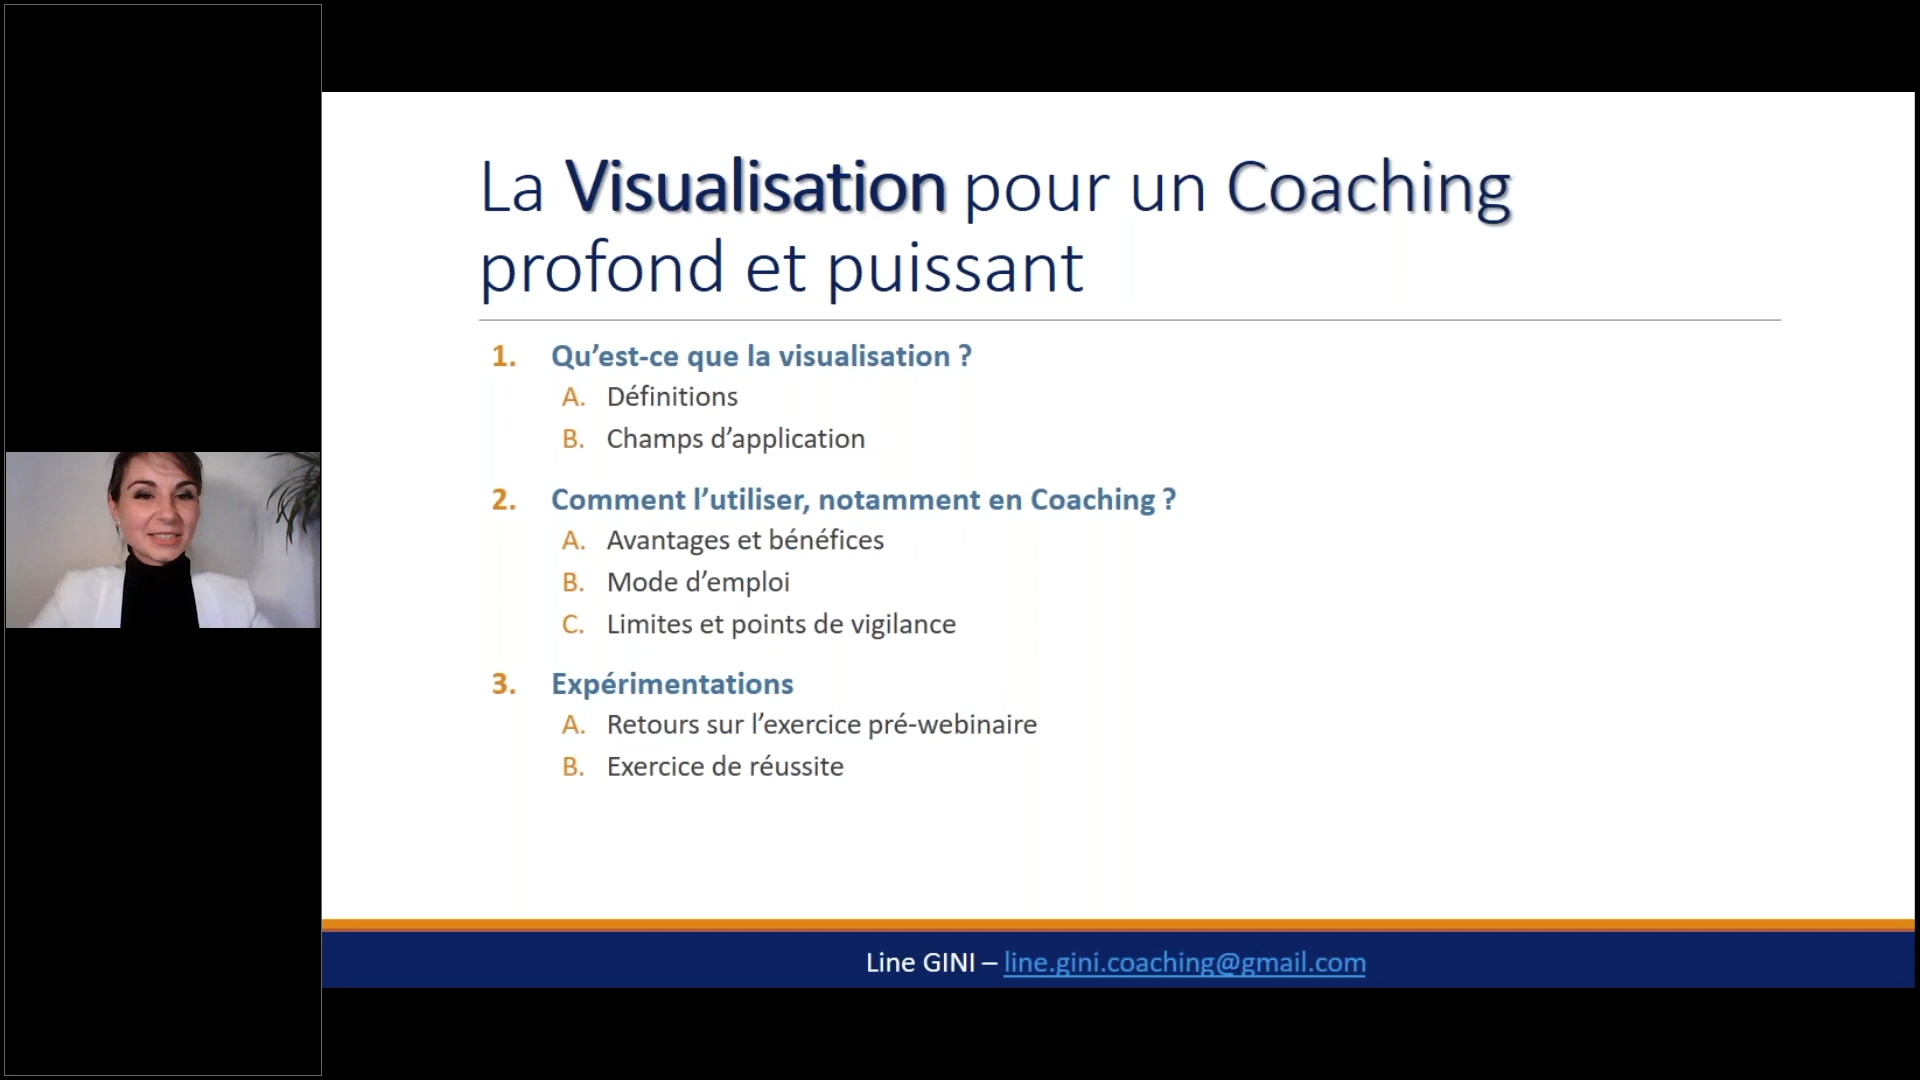 La Visualisation pour un Coaching
profond et puissant
1. Qu’est-ce que la visualisation ?
A. Définitions
B. Champs d’application
2. Comment l’utiliser, notamment en Coaching ?
A. Avantages et bénéfices
B. Mode d’emploi
C. Limites et points de vigilance
3. Expérimentations
A. Retours sur l’exercice pré-webinaire
B. Exercice de réussite
Line GINI – line.gini.coaching@gmail.com